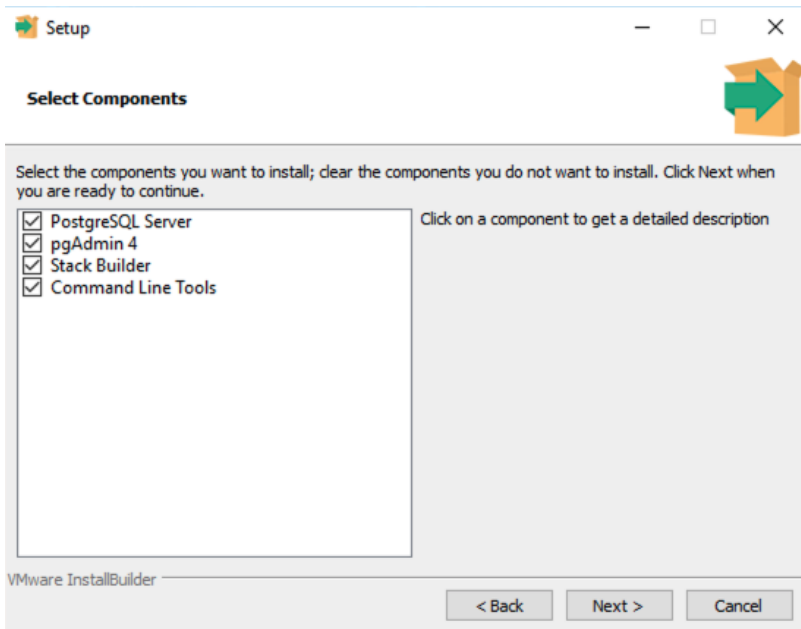 Setup
Select Components
Select the components you want to install; clear the components you do not want to install. Click Next when
you are ready to continue.
PostgreSQL Server
pgAdmin 4
Stack Builder
Command Line Tools
Click on a component to get a detailed description
VMware InstallBuilder
< Back
Next >
Cancel